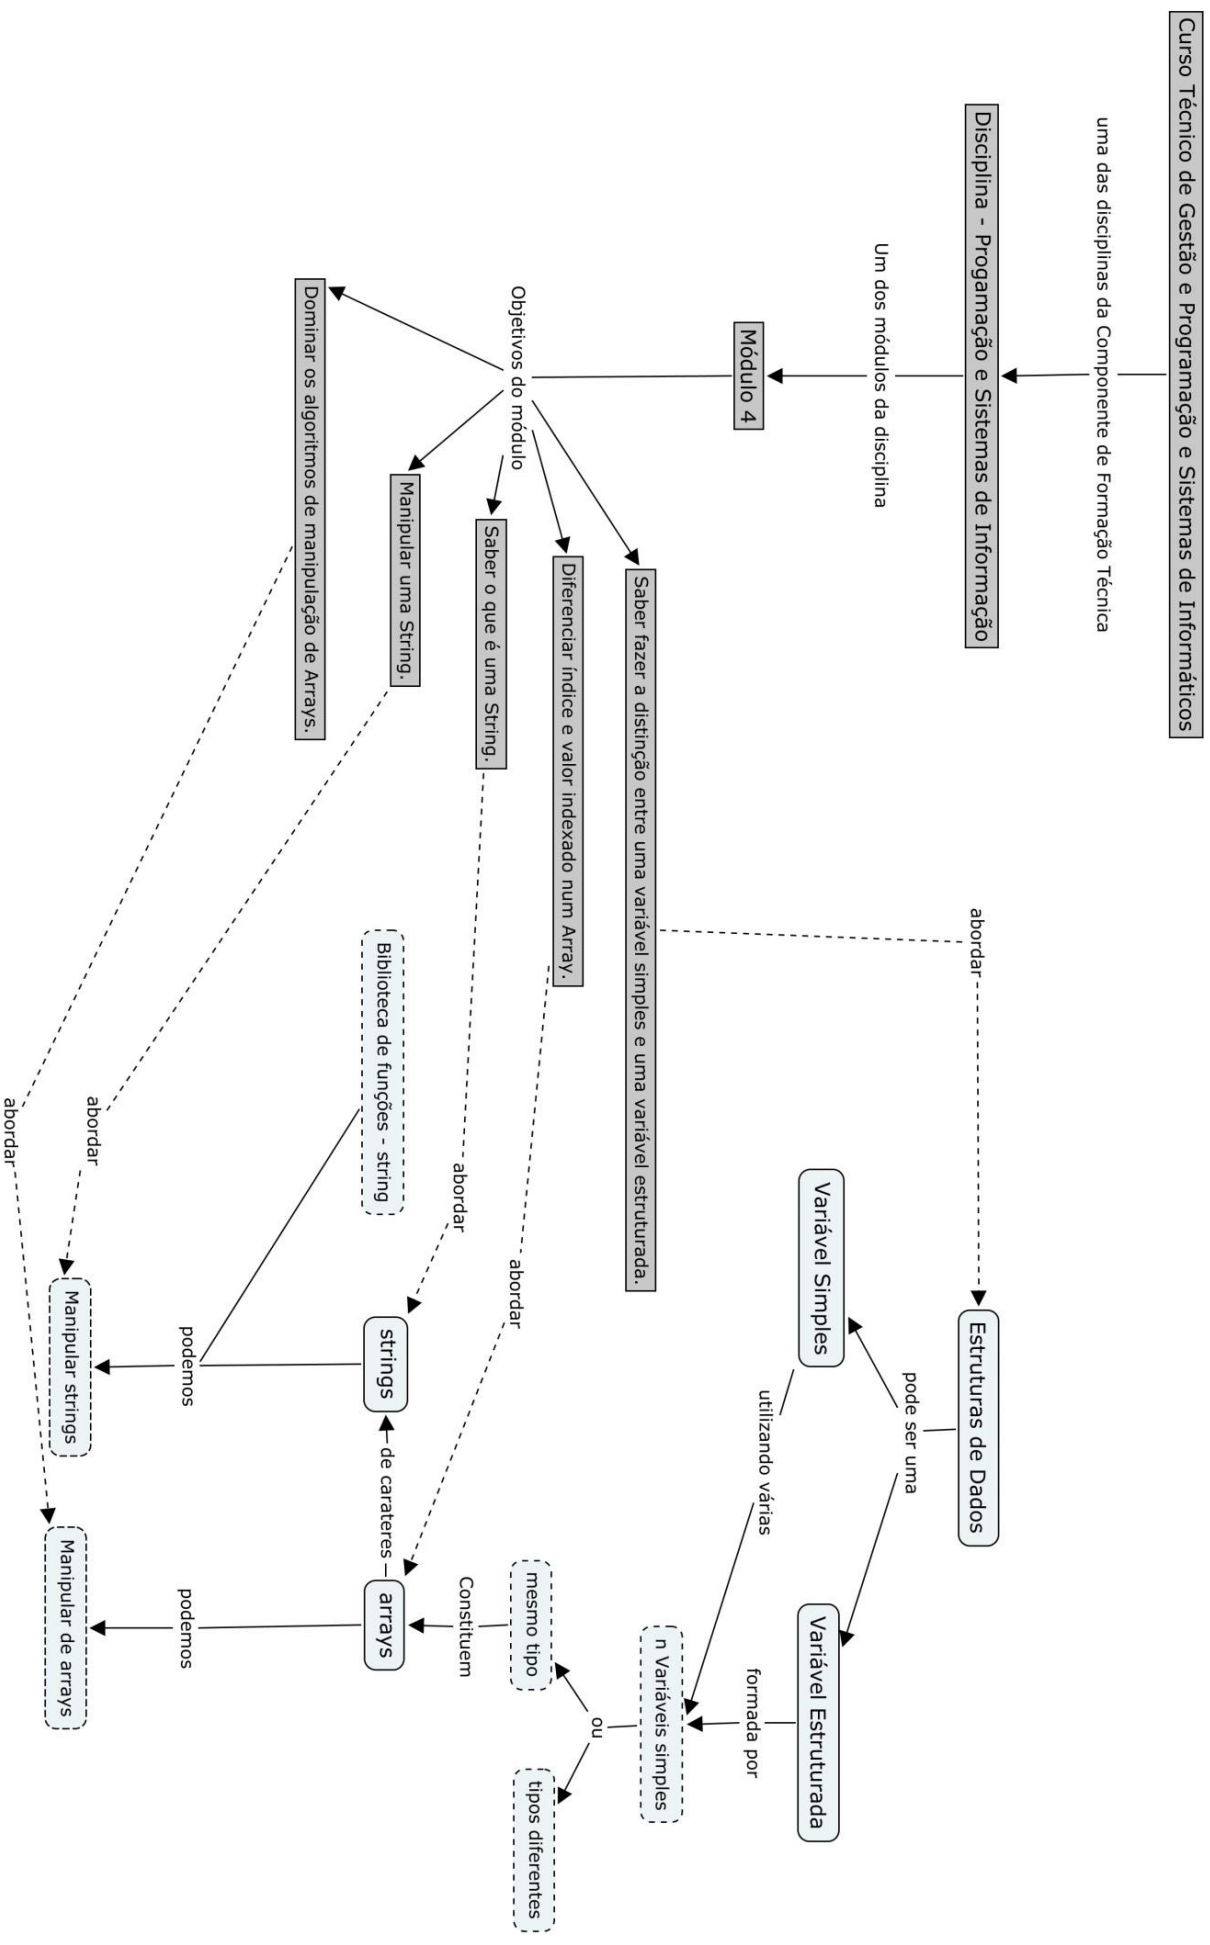 Curso Técnico de Gestão e Programação e Sistemas de Informáticos
uma das disciplinas da Componente de Formação Técnica
Disciplina - Progamação e Sistemas de Informação
Um dos módulos da disciplina
Módulo 4
Objetivos do módulo
Saber fazer a distinção entre uma variável simples e uma variável estruturada.
Diferenciar índice e valor indexado num Array.
Saber o que é uma String.
Manipular uma String.
Dominar os algoritmos de manipulação de Arrays.
abordar
Estruturas de Dados
pode ser uma
Variável Simples
Variável Estruturada
utilizando várias
formada por
n Variáveis simples
ou
mesmo tipo
tipos diferentes
Constituem
abordar
abordar
Biblioteca de funções - string
strings
de carateres
arrays
podemos
podemos
abordar
abordar
Manipular strings
Manipular de arrays